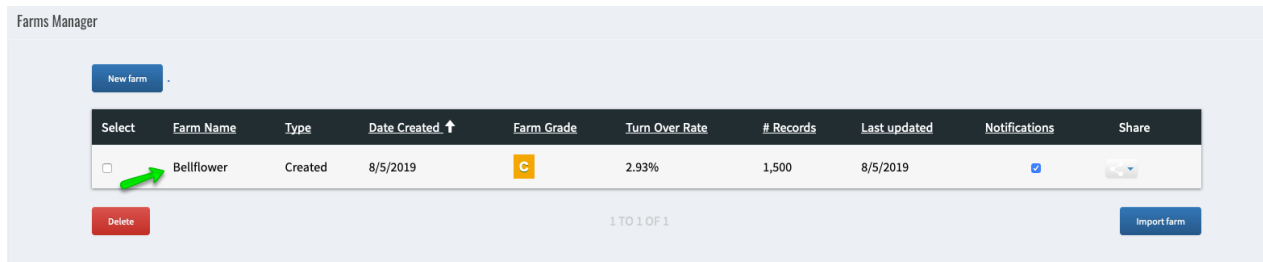 Farms Manager
New farm .
Select Farm Name Type Date Created Farm Grade Turn Over Rate # Records Last updated Notifications Share
Bellflower Created 8/5/2019 C 2.93% 1,500 8/5/2019
Delete 1 TO 1 OF 1 Import farm